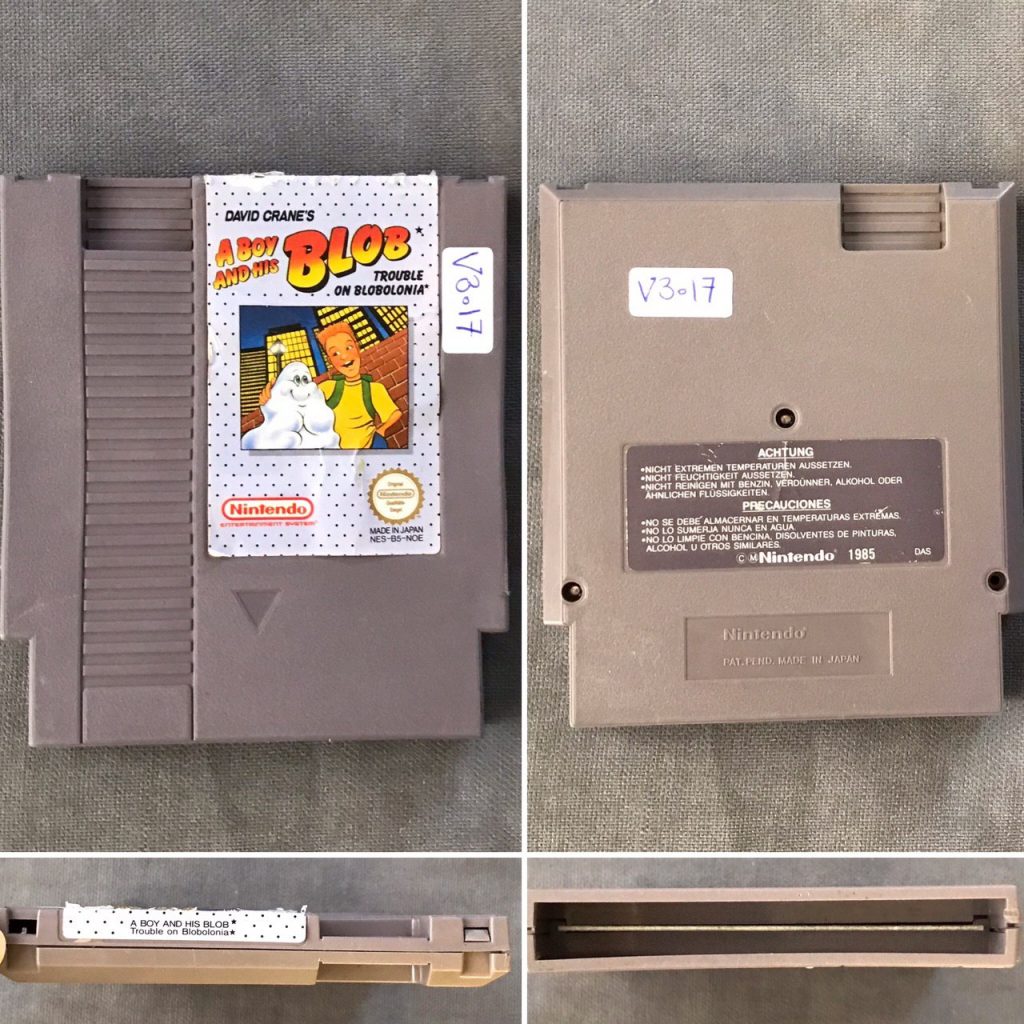 DAVID CRANE'S
A BOY
AND HIS
BLOB*
TROUBLE
ON BLOBOLONIA*
V3017
Nintendo
ENTERTAINMENT SYSTEM
Original
Nintendo
MADE IN JAPAN
NES-B5-NOE
V3017
ACHTUNG
•NICHT EXTREMEN TEMPERATUREN AUSSETZEN.
•NICHT FEUCHTIGKEIT AUSSETZEN.
•NICHT REINIGEN MIT BENZIN, VERDÜNNER, ALKOHOL ODER
ÄHNLICHEN FLÜSSIGKEITEN.
PRECAUCIONES
•NO SE DEBE ALMACERNAR EN TEMPERATURAS EXTREMAS.
•NO LO SUMERJA NUNCA EN AGUA.
•NO LO LIMPIE CON BENCINA, DISOLVENTES DE PINTURAS,
ALCOHOL U OTROS SIMILARES.
©Ⓜ Nintendo® 1985 DAS
Nintendo®
PAT. PEND. MADE IN JAPAN
A BOY AND HIS BLOB*
Trouble on Blobolonia*